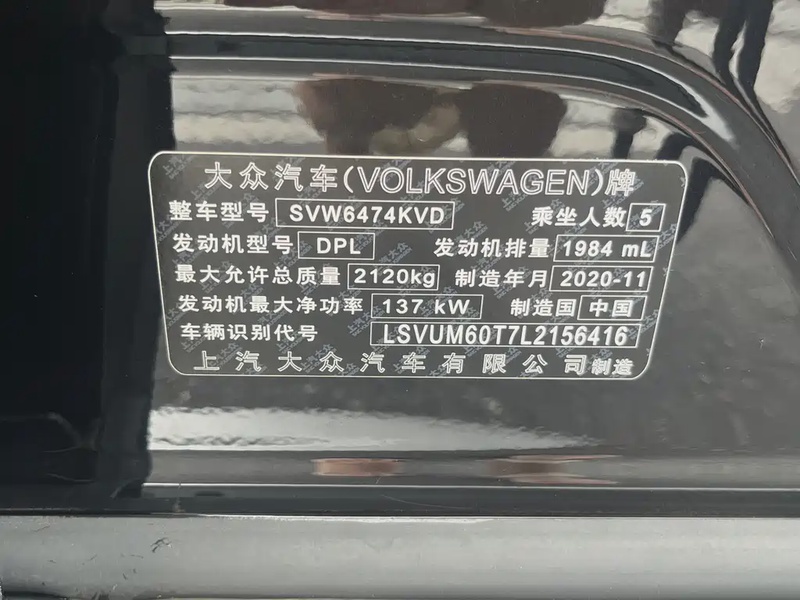 大众汽车(VOLKSWAGEN)牌
整车型号 SVW6474KVD 乘坐人数 5
发动机型号 DPL 发动机排量 1984 mL
最大允许总质量 2120kg 制造年月 2020-11
发动机最大净功率 137 kW 制造国 中国
车辆识别代号 LSVUM60T7L2156416
上汽大众汽车有限公司制造